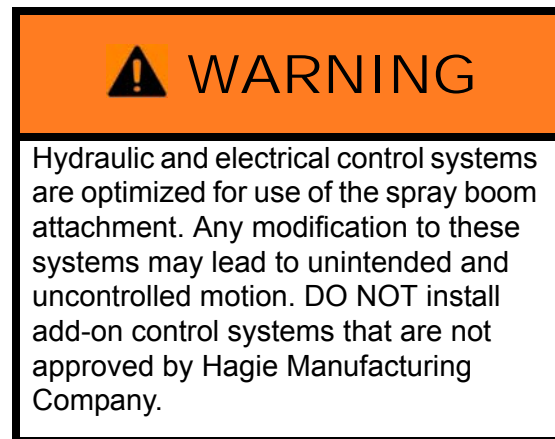 WARNING
Hydraulic and electrical control systems
are optimized for use of the spray boom
attachment. Any modification to these
systems may lead to unintended and
uncontrolled motion. DO NOT install
add-on control systems that are not
approved by Hagie Manufacturing
Company.